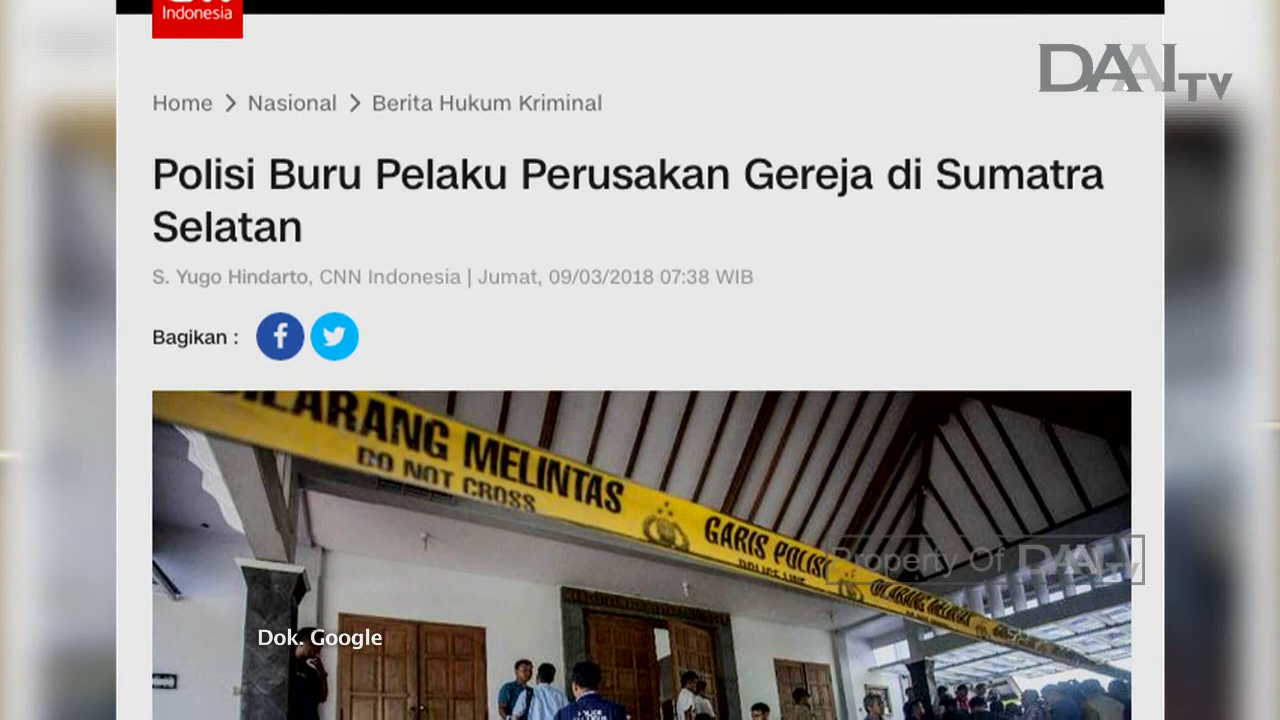 Indonesia
DAAI TV
Home > Nasional > Berita Hukum Kriminal
Polisi Buru Pelaku Perusakan Gereja di Sumatra
Selatan
S. Yugo Hindarto, CNN Indonesia | Jumat, 09/03/2018 07:38 WIB
Bagikan :
DILARANG MELINTAS
DO NOT CROSS
GARIS POLISI
POLICE LINE
DILARANG MELINTAS
Property Of DAAI TV
Dok. Google